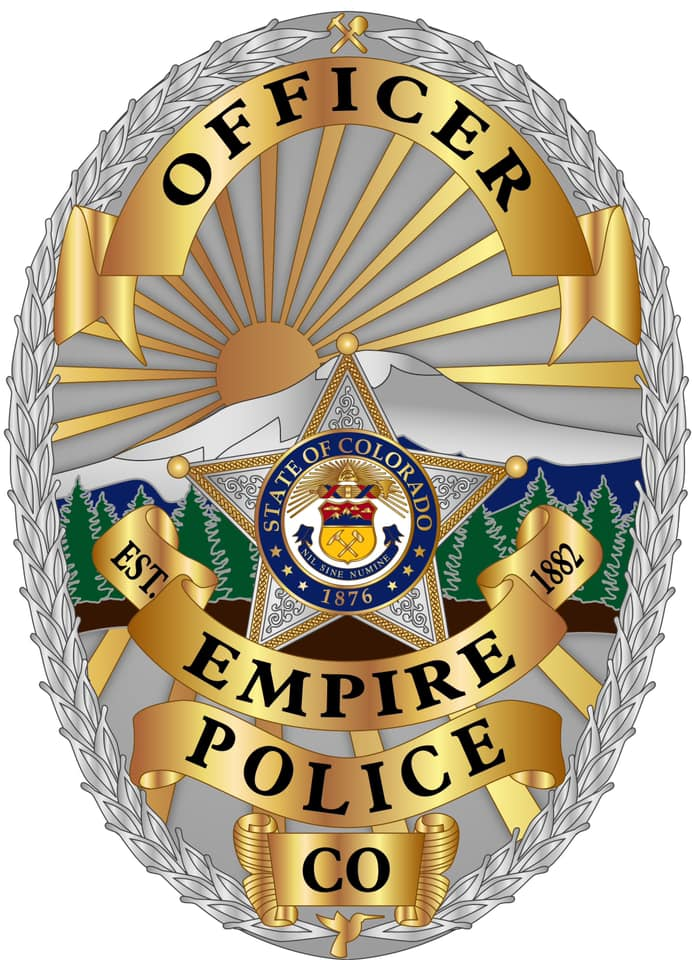 OFFICER
STATE OF COLORADO
NIL SINE NUMINE
1876
EST. 1882
EMPIRE
POLICE
CO